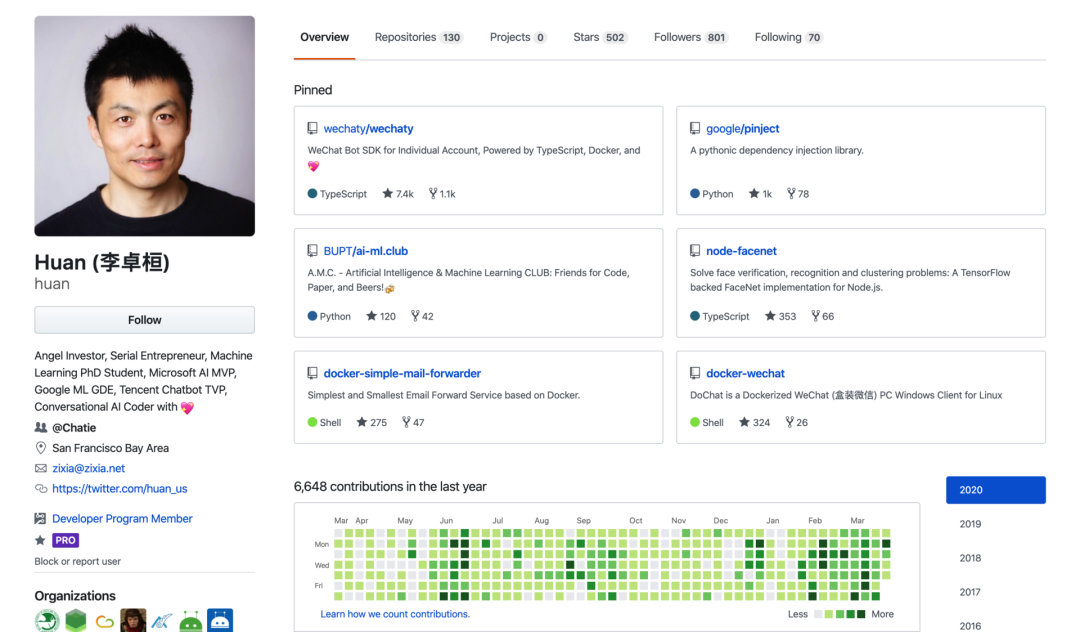 Overview Repositories 130 Projects 0 Stars 502 Followers 801 Following 70
Huan (李卓桓)
huan
Follow
Angel Investor, Serial Entrepreneur, Machine
Learning PhD Student, Microsoft AI MVP,
Google ML GDE, Tencent Chatbot TVP,
Conversational AI Coder with 💘
@Chatie
San Francisco Bay Area
zixia@zixia.net
https://twitter.com/huan_us
Developer Program Member
PRO
Block or report user
Organizations
Pinned
wechaty/wechaty
WeChat Bot SDK for Individual Account, Powered by TypeScript, Docker, and
💖
TypeScript 7.4k 1.1k
google/pinject
A pythonic dependency injection library.
Python 1k 78
BUPT/ai-ml.club
A.M.C. - Artificial Intelligence & Machine Learning CLUB: Friends for Code,
Paper, and Beers!🍻
Python 120 42
node-facenet
Solve face verification, recognition and clustering problems: A TensorFlow
backed FaceNet implementation for Node.js.
TypeScript 353 66
docker-simple-mail-forwarder
Simplest and Smallest Email Forward Service based on Docker.
Shell 275 47
docker-wechat
DoChat is a Dockerized WeChat (盒装微信) PC Windows Client for Linux
Shell 324 26
6,648 contributions in the last year
Mar Apr May Jun Jul Aug Sep Oct Nov Dec Jan Feb Mar
Mon
Wed
Fri
Learn how we count contributions.
Less More
2020
2019
2018
2017
2016